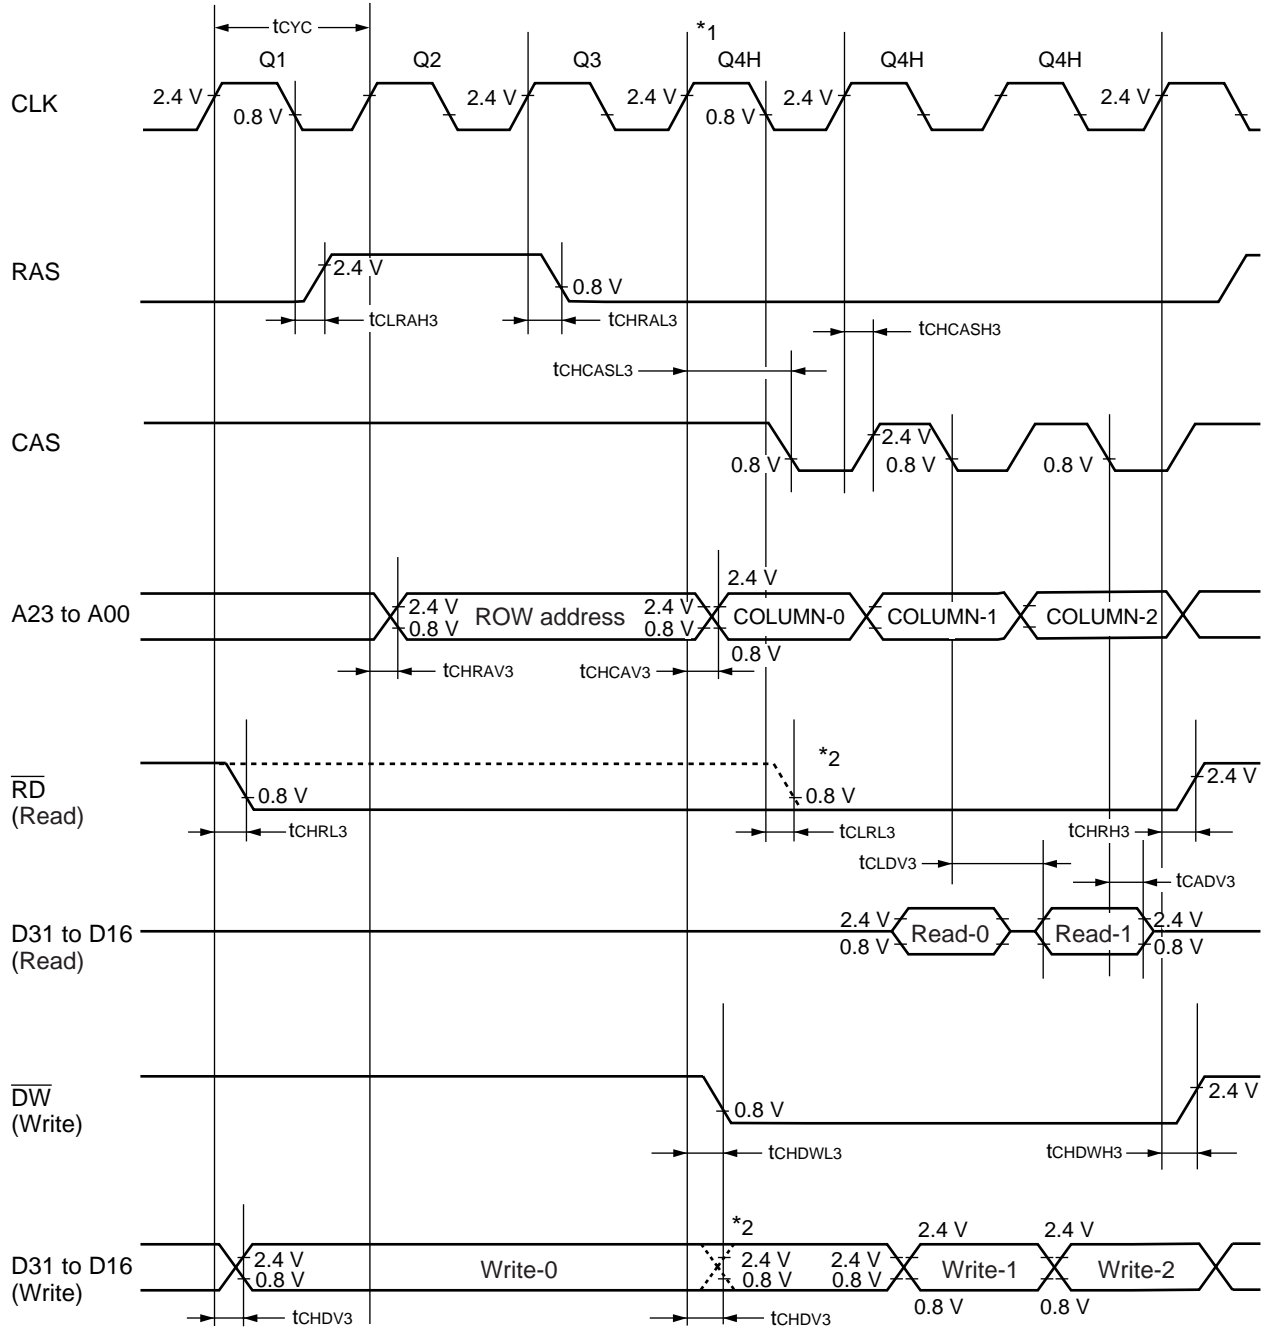 tCYC
*1
Q1 Q2 Q3 Q4H Q4H Q4H
CLK
2.4 V 0.8 V 2.4 V 2.4 V 2.4 V 0.8 V 2.4 V 2.4 V
RAS
2.4 V 0.8 V
tCLRAH3 tCHRAL3 tCHCASH3
tCHCASL3
CAS
2.4 V
0.8 V 0.8 V 0.8 V
2.4 V
A23 to A00
2.4 V ROW address 2.4 V COLUMN-0 COLUMN-1 COLUMN-2
0.8 V 0.8 V
0.8 V
tCHRAV3 tCHCAV3
*2
RD
(Read)
0.8 V 0.8 V 2.4 V
tCHRL3 tCLRL3 tCHRH3
tCLDV3 tCADV3
D31 to D16
(Read)
2.4 V Read-0 Read-1 2.4 V
0.8 V 0.8 V
DW
(Write)
0.8 V 2.4 V
tCHDWL3 tCHDWH3
*2 2.4 V 2.4 V
D31 to D16
(Write)
2.4 V Write-0 2.4 V 2.4 V Write-1 Write-2
0.8 V 0.8 V 0.8 V
0.8 V 0.8 V
tCHDV3 tCHDV3